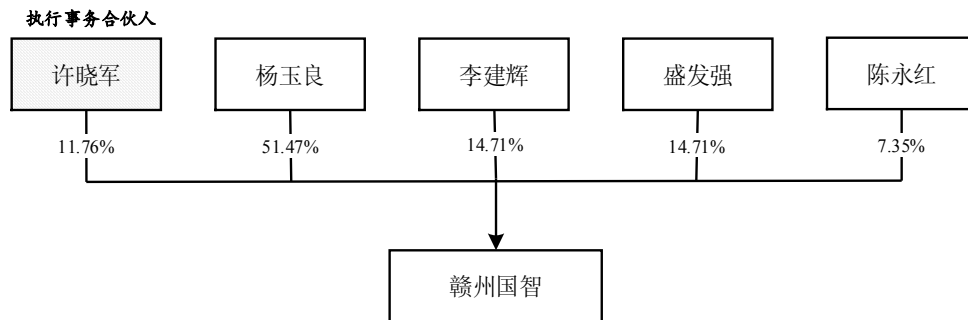 执行事务合伙人
许晓军 杨玉良 李建辉 盛发强 陈永红
11.76% 51.47% 14.71% 14.71% 7.35%
赣州国智